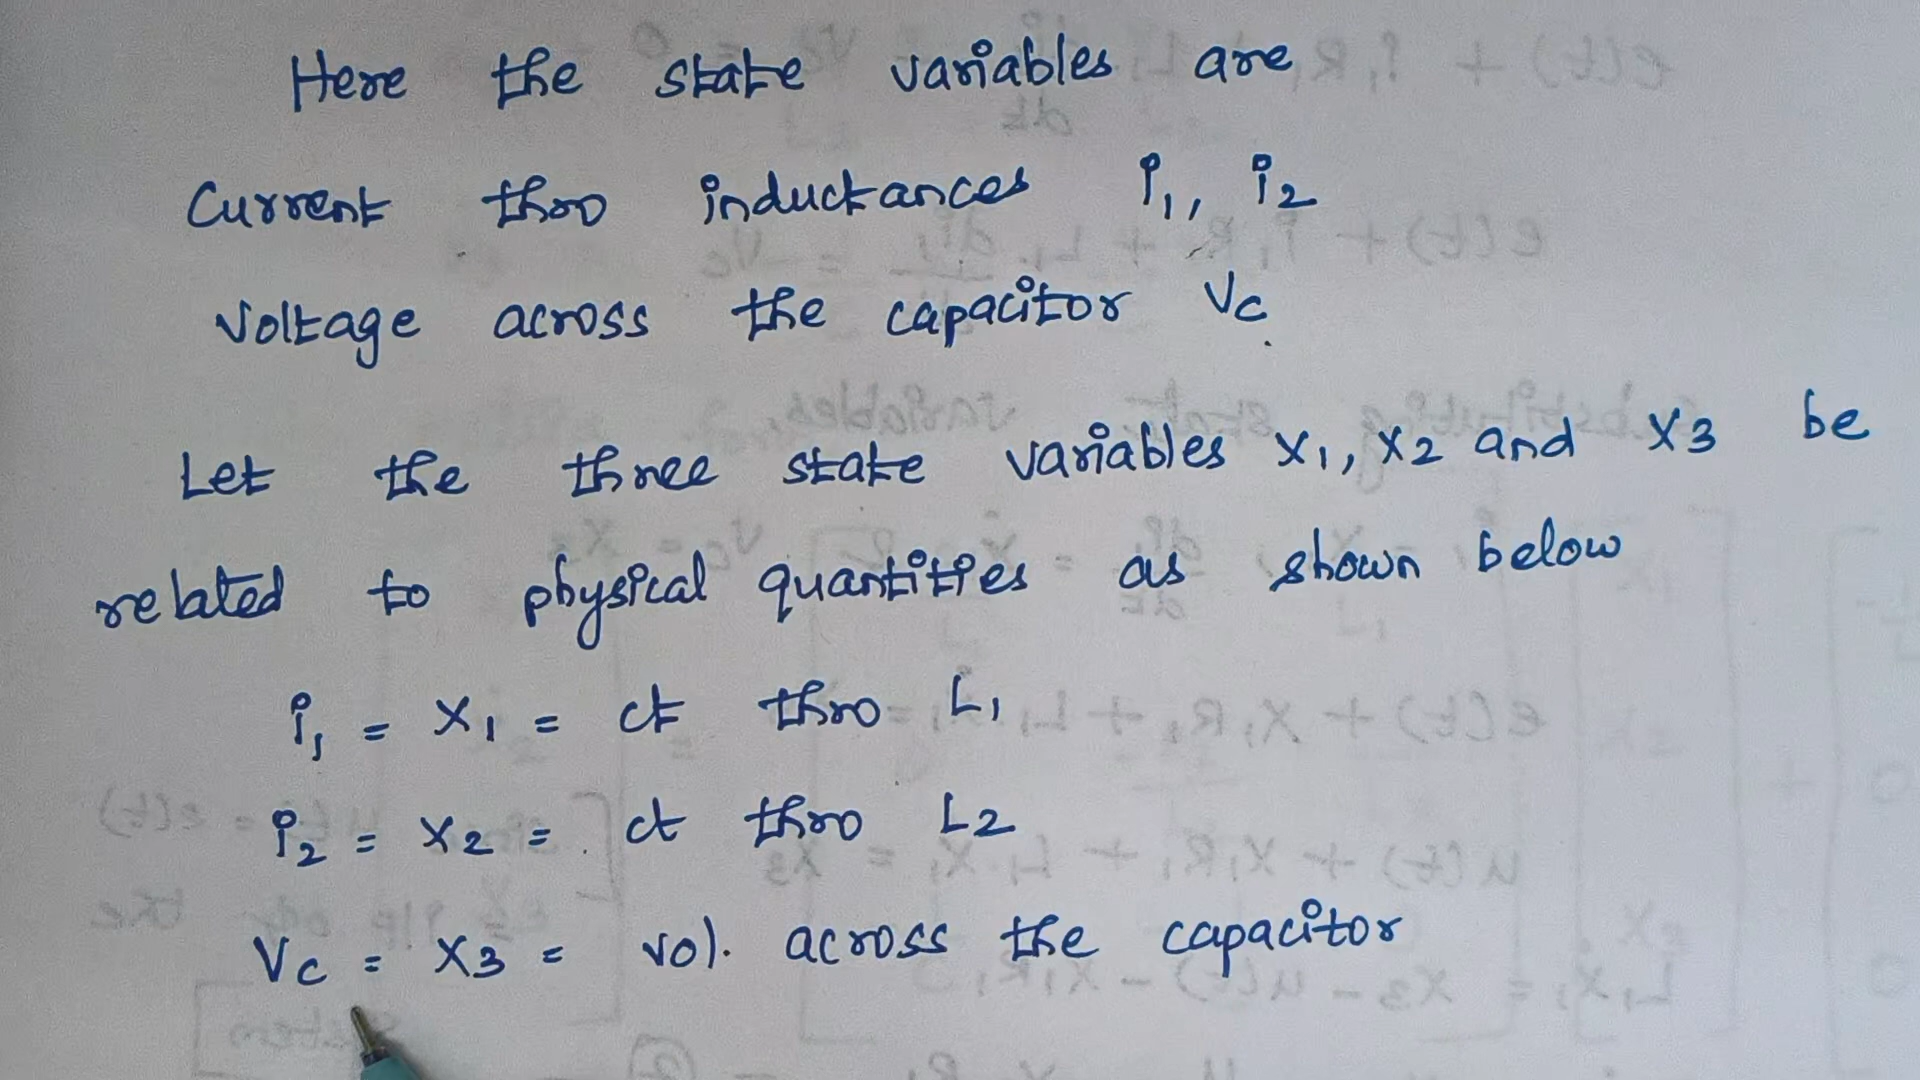 Here the state variables are
Current thro inductances i1, i2
Voltage across the capacitor Vc.
Let the three state variables x1, x2 and x3 be
related to physical quantities as shown below
i1 = x1 = ct thro L1
i2 = x2 = ct thro L2
Vc = x3 = vol. across the capacitor